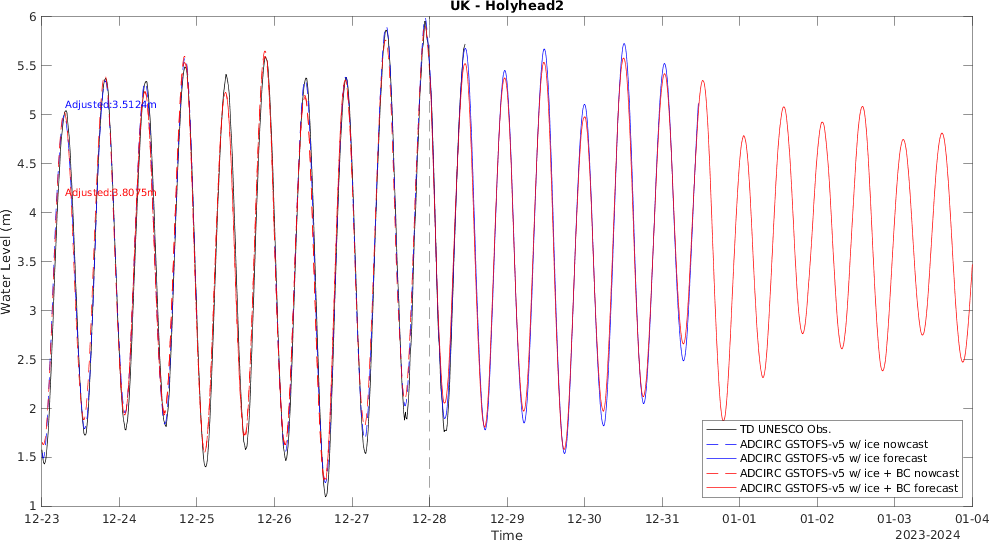 UK - Holyhead2
6
5.5
5
4.5
4
3.5
3
2.5
2
1.5
1
Water Level (m)
Adjusted:3.5124m
Adjusted:3.8075m
TD UNESCO Obs.
ADCIRC GSTOFS-v5 w/ ice nowcast
ADCIRC GSTOFS-v5 w/ ice forecast
ADCIRC GSTOFS-v5 w/ ice + BC nowcast
ADCIRC GSTOFS-v5 w/ ice + BC forecast
12-23 12-24 12-25 12-26 12-27 12-28 12-29 12-30 12-31 01-01 01-02 01-03 01-04
Time
2023-2024